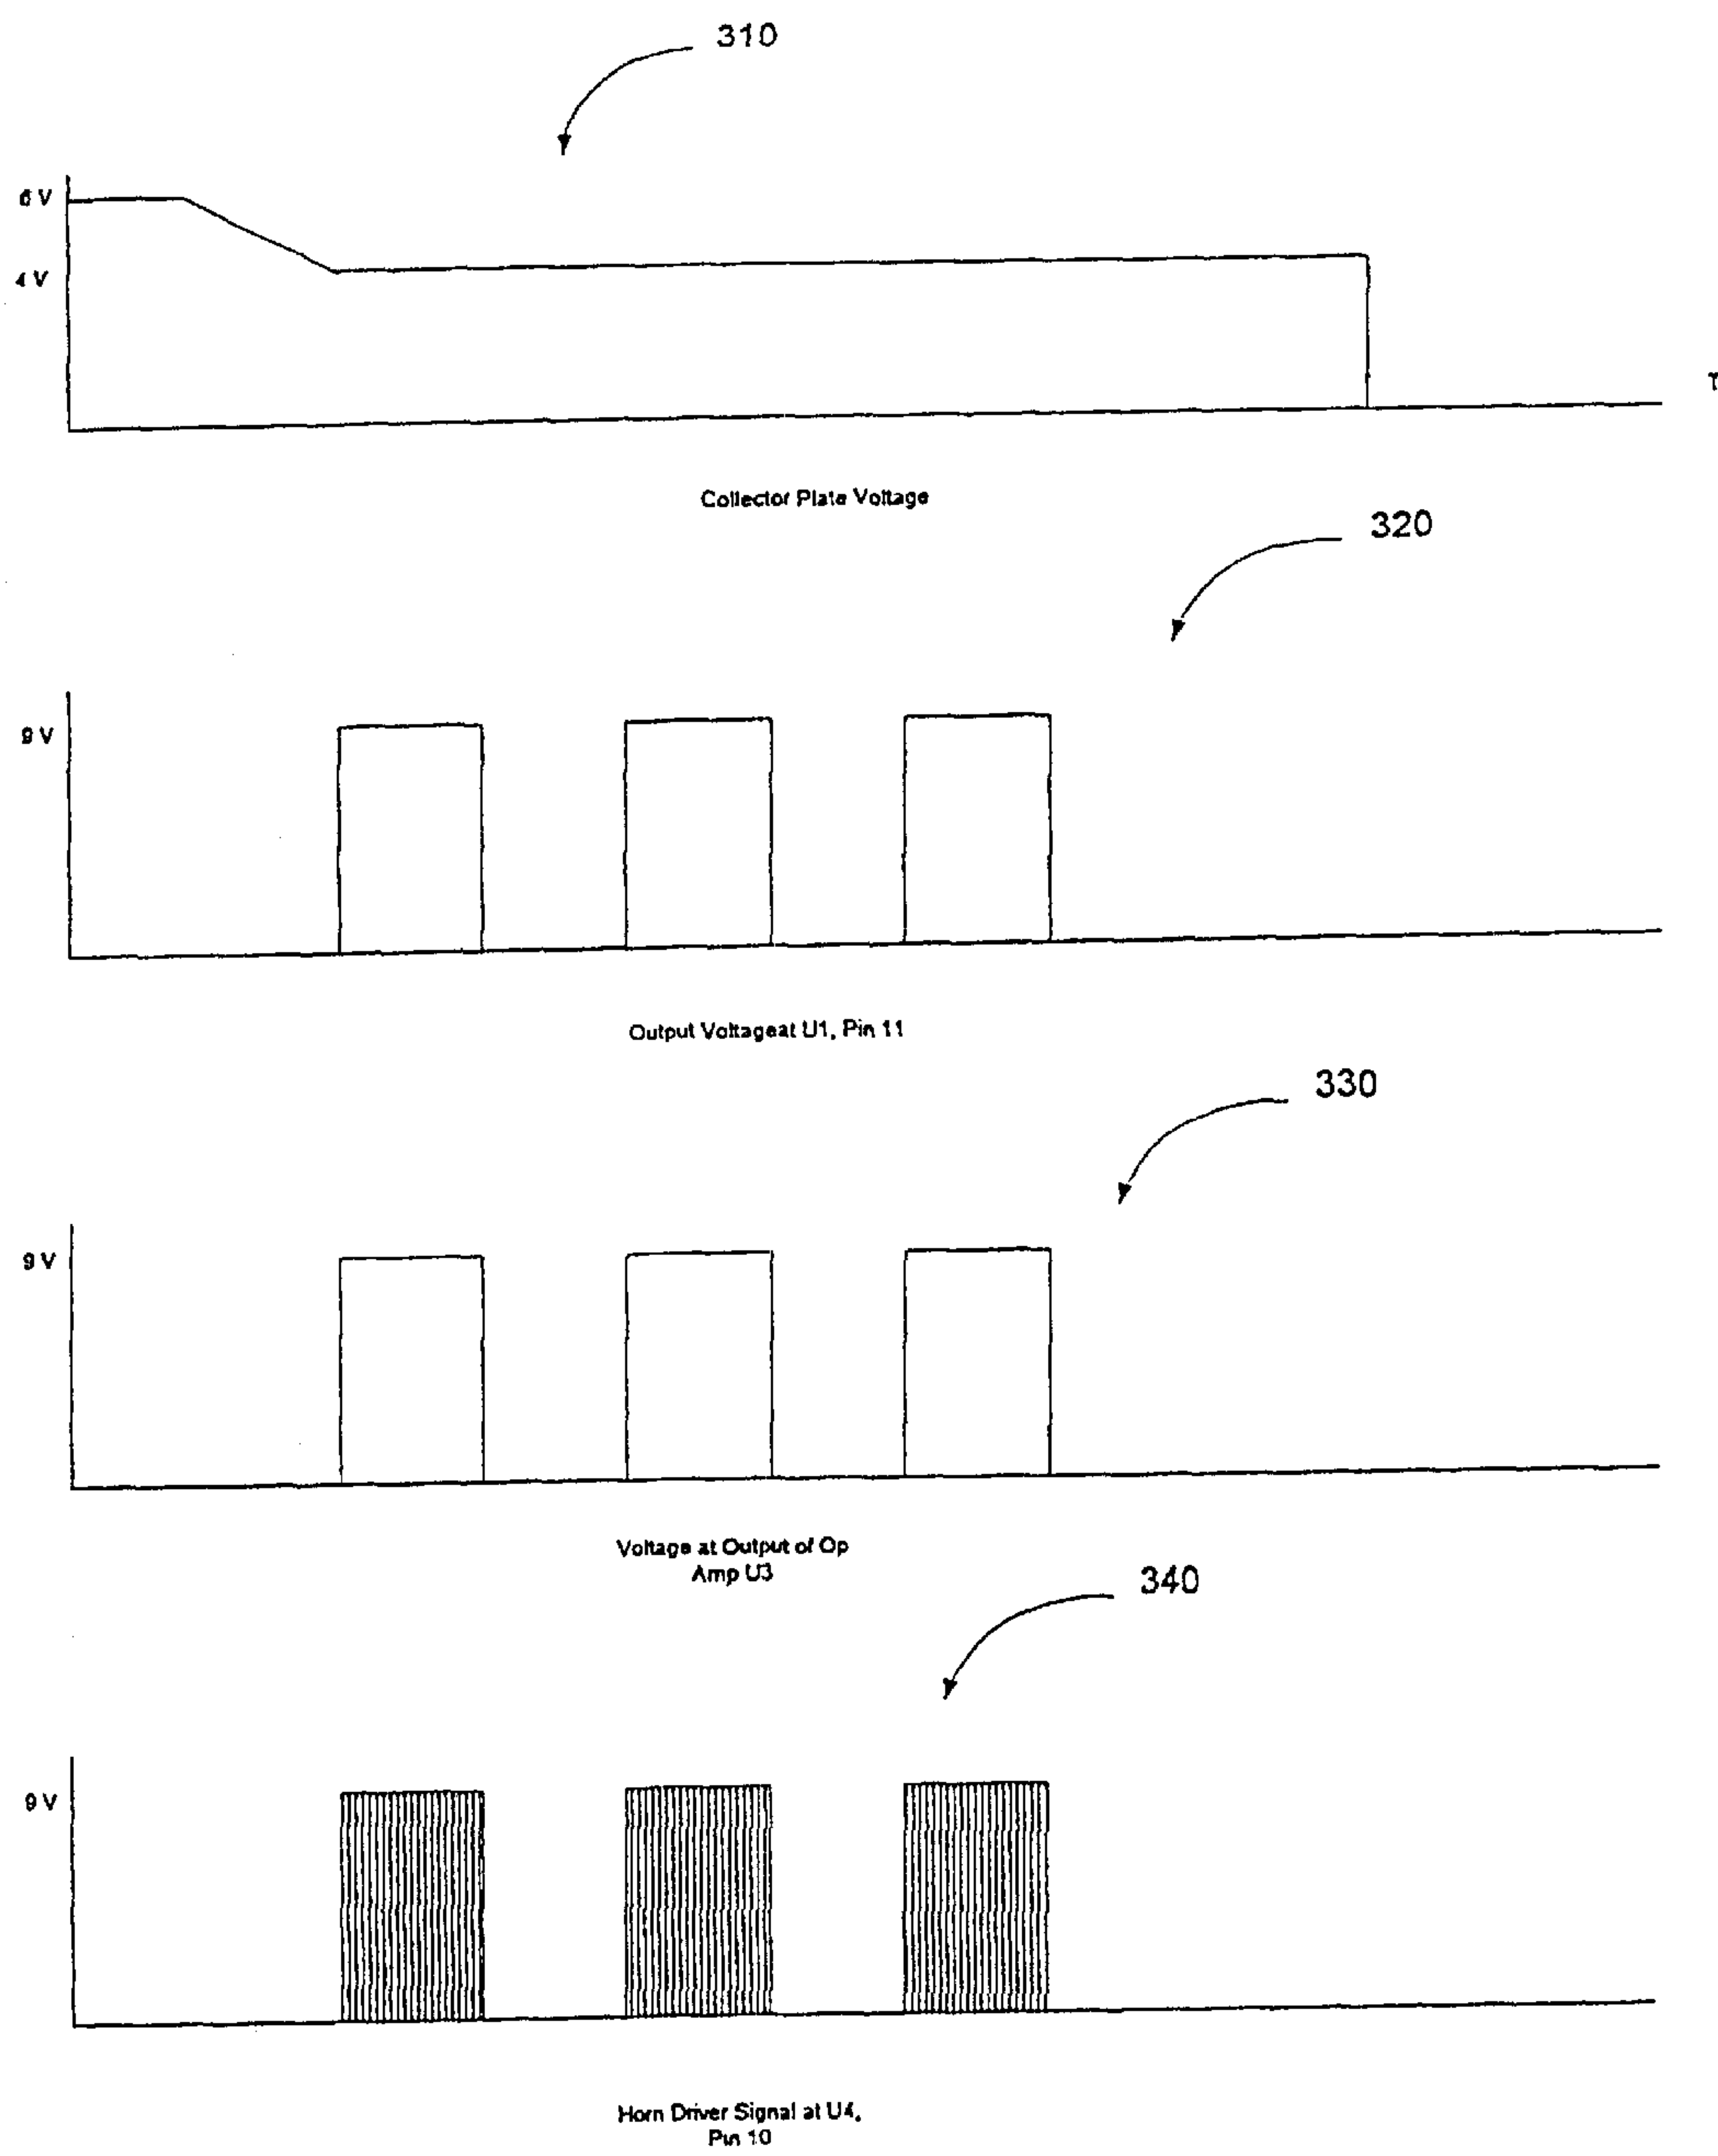 310
6 V
4 V
T
Collector Plate Voltage
320
9 V
Output Voltageat U1, Pin 11
330
9 V
Voltage at Output of Op
Amp U3
340
9 V
Horn Driver Signal at U4,
Pin 10